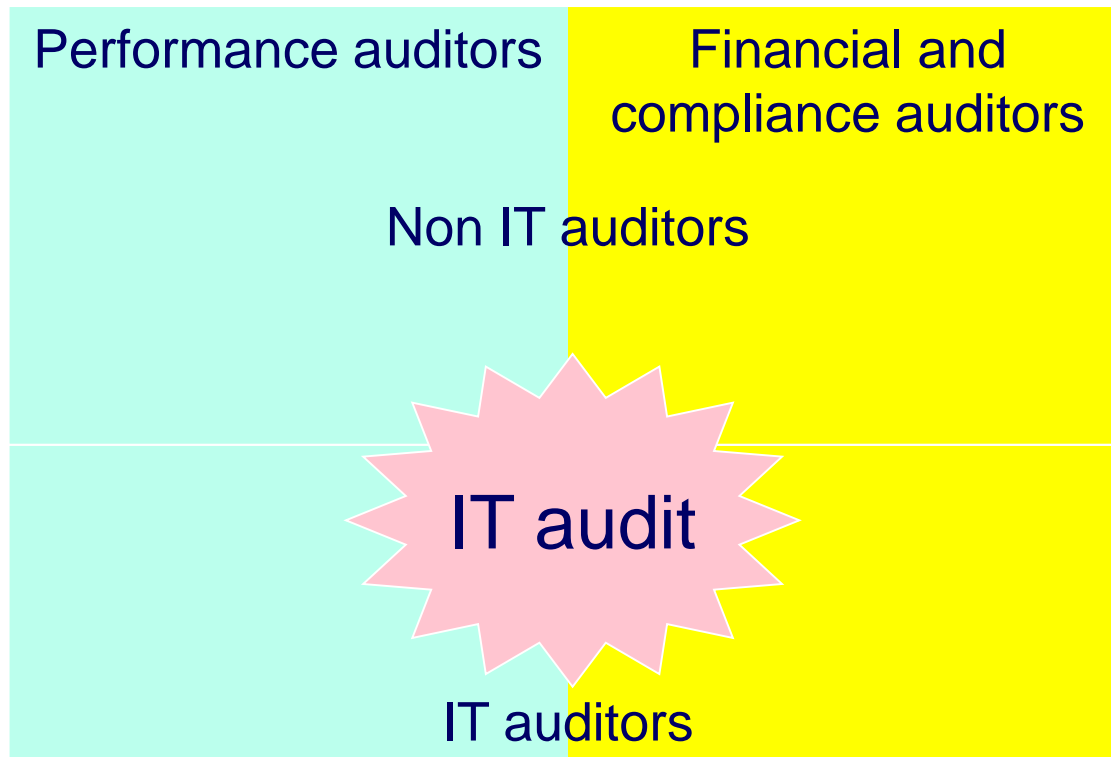 Performance auditors
Financial and
compliance auditors
Non IT auditors
IT audit
IT auditors